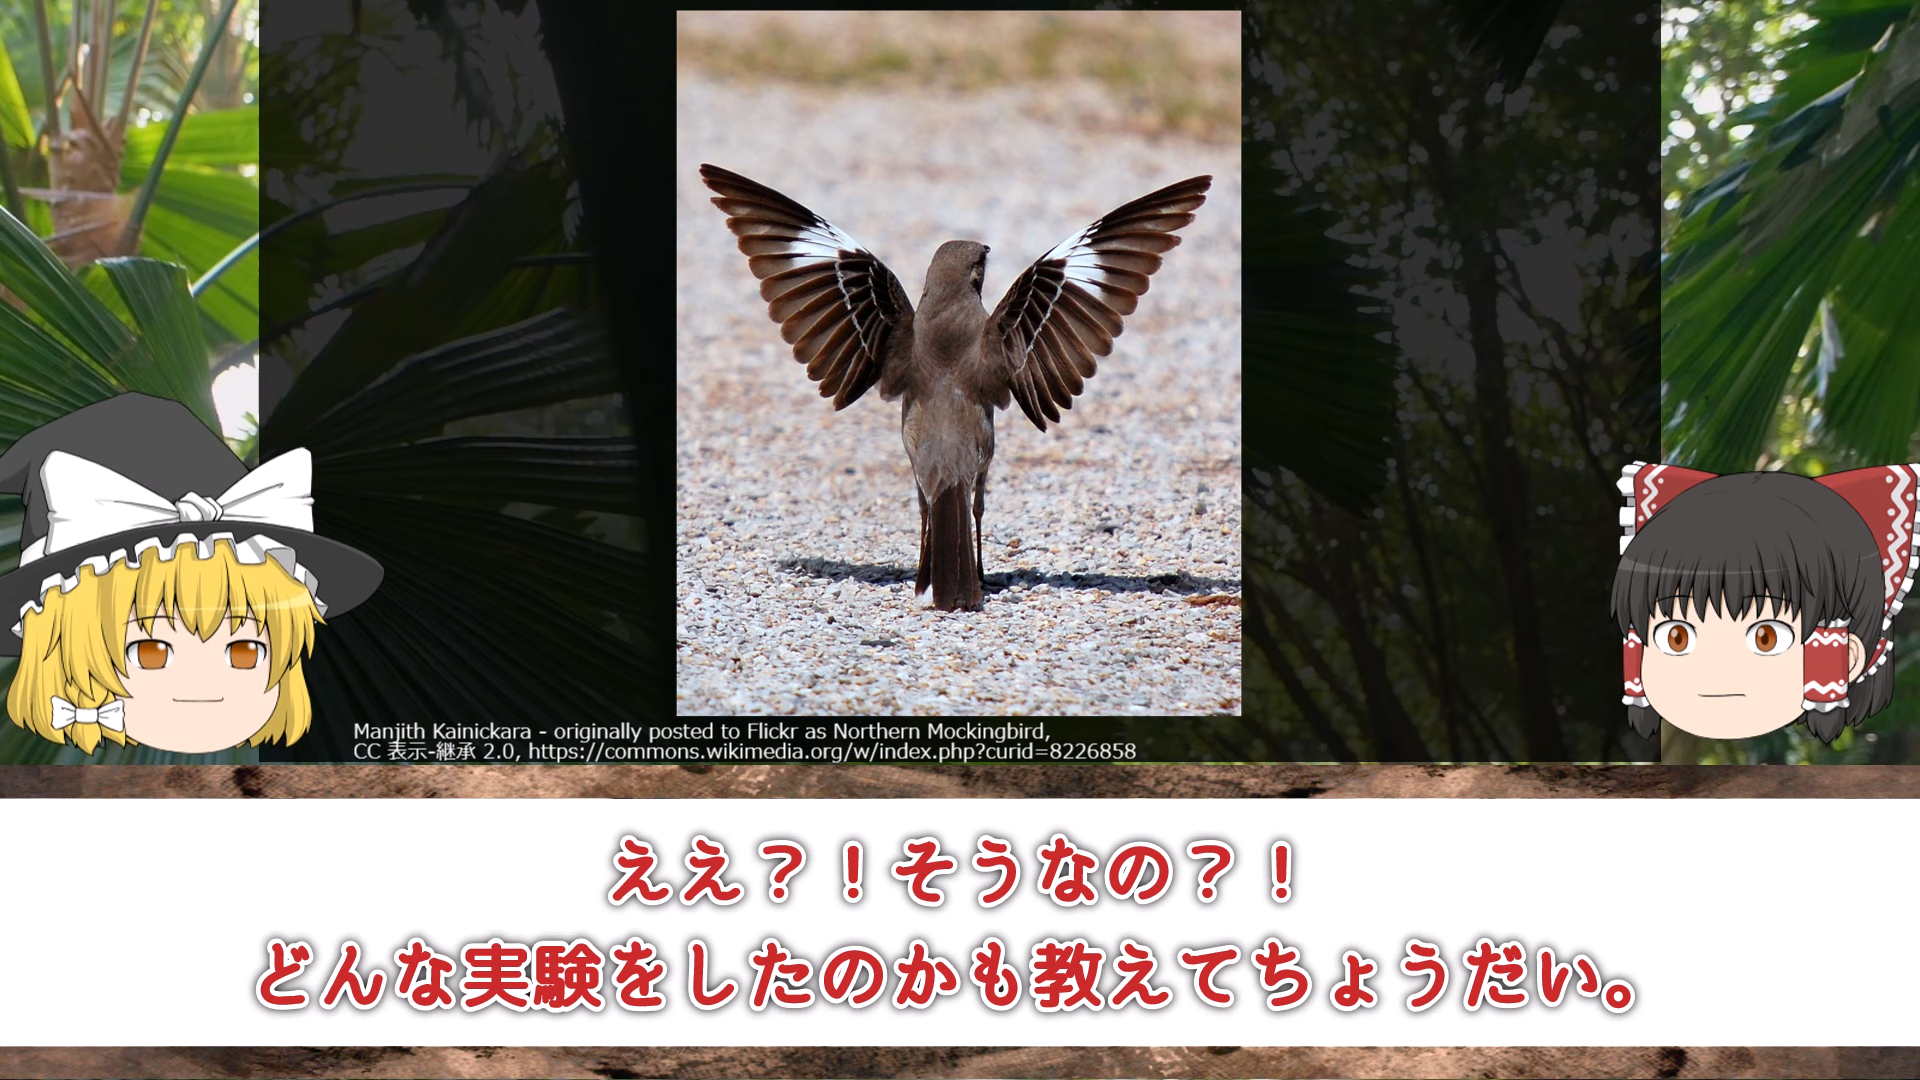 Manjith Kainickara - originally posted to Flickr as Northern Mockingbird,
CC 表示-継承 2.0, https://commons.wikimedia.org/w/index.php?curid=8226858
ええ？！そうなの？！
どんな実験をしたのかも教えてちょうだい。